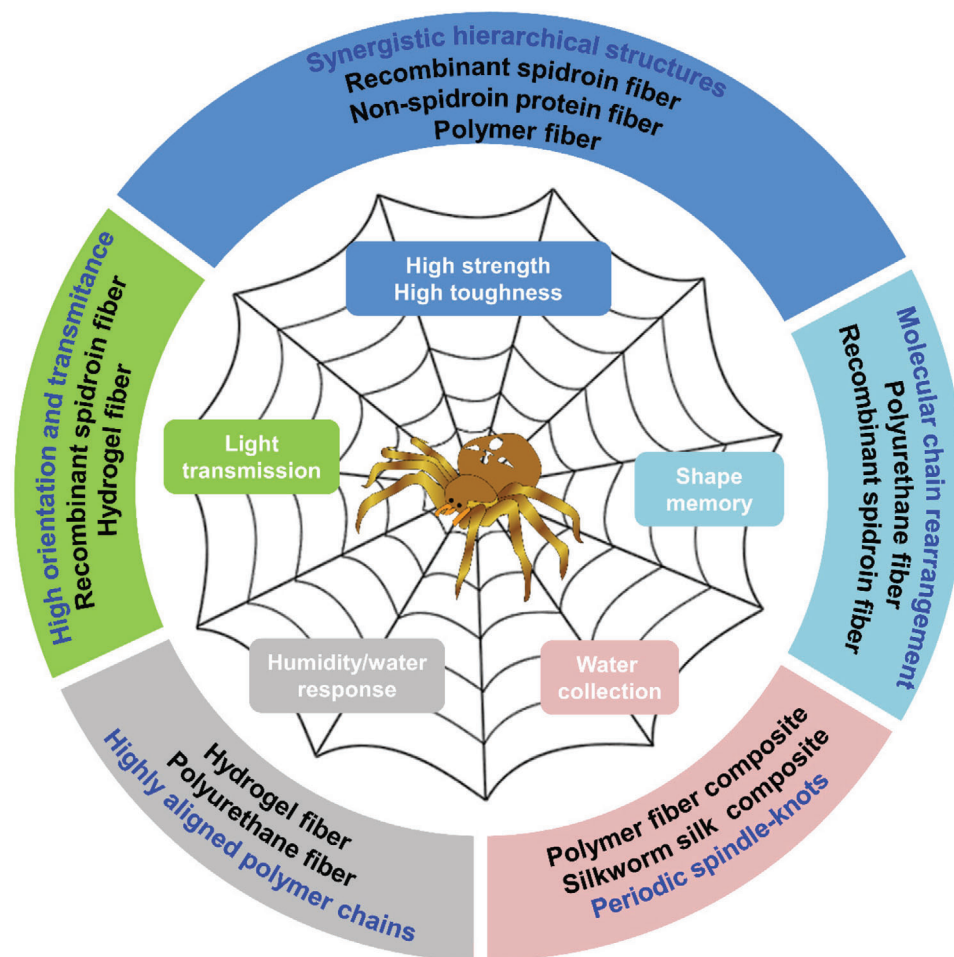 Synergistic hierarchical structures
Recombinant spidroin fiber
Non-spidroin protein fiber
Polymer fiber
High strength
High toughness
High orientation and transmitance
Recombinant spidroin fiber
Hydrogel fiber
Light
transmission
Shape
memory
Molecular chain rearrangement
Polyurethane fiber
Recombinant spidroin fiber
Humidity/water
response
Water
collection
Hydrogel fiber
Polyurethane fiber
Highly aligned polymer chains
Polymer fiber composite
Silkworm silk composite
Periodic spindle-knots